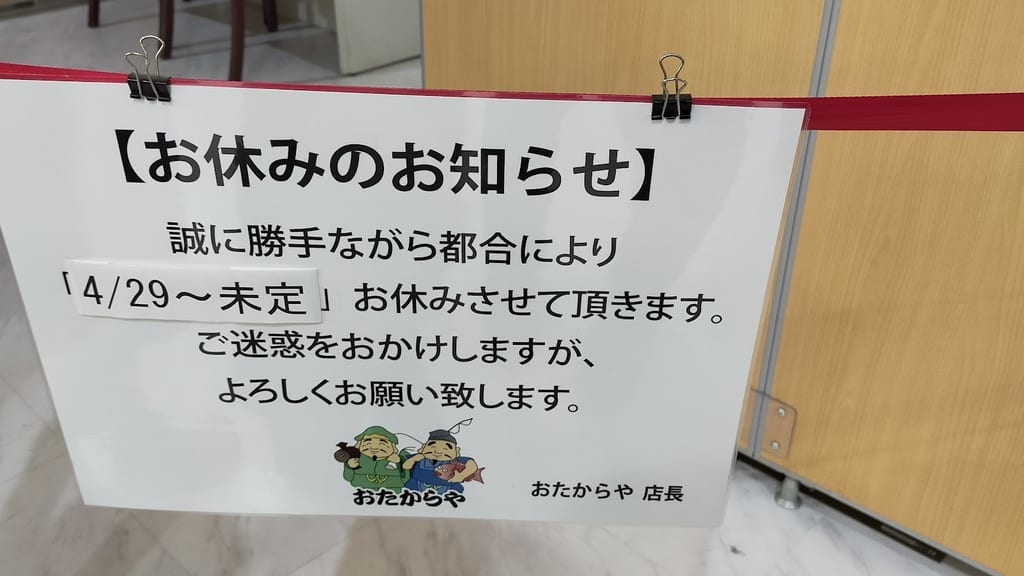 【お休みのお知らせ】
誠に勝手ながら都合により
「4/29～未定」お休みさせて頂きます。
ご迷惑をおかけしますが、
よろしくお願い致します。
おたからや
おたからや 店長